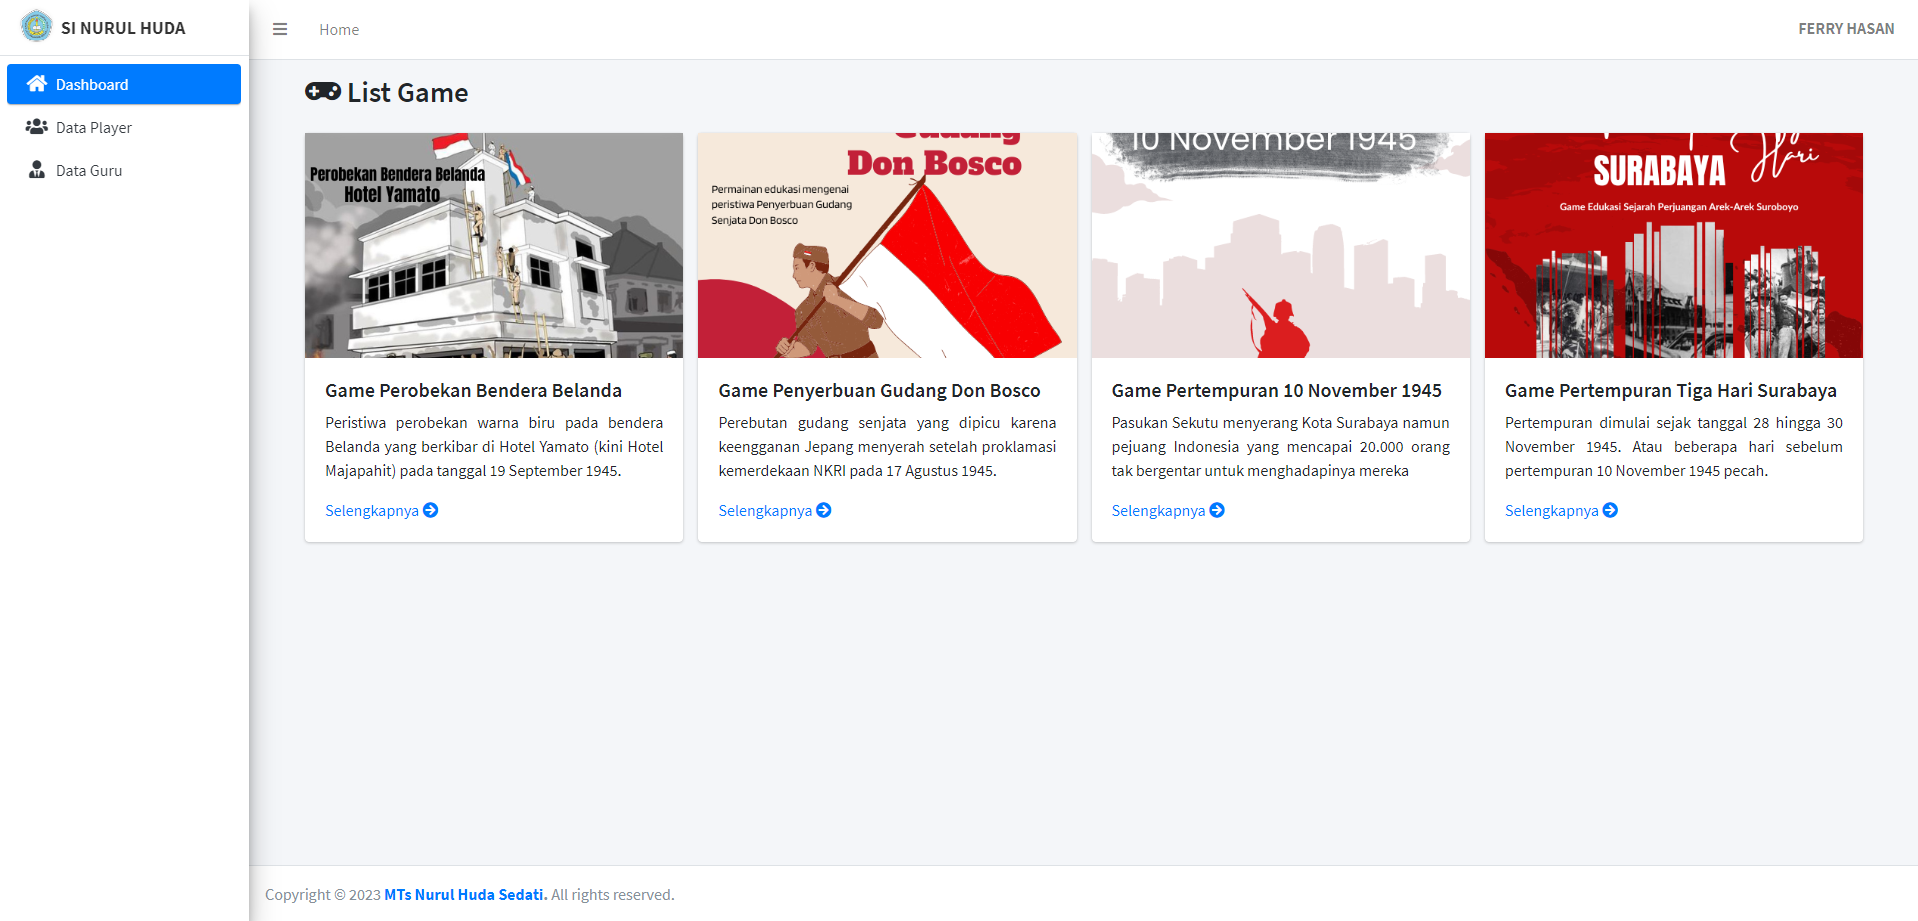 SI NURUL HUDA
Home
FERRY HASAN
Dashboard
Data Player
Data Guru
List Game
Perobekan Bendera Belanda
Hotel Yamato
Gudang
Don Bosco
Permainan edukasi mengenai
peristiwa Penyerbuan Gudang
Senjata Don Bosco
10 November 1945
SURABAYA
Hari
Game Edukasi Sejarah Perjuangan Arek-Arek Suroboyo
Game Perobekan Bendera Belanda
Peristiwa perobekan warna biru pada bendera
Belanda yang berkibar di Hotel Yamato (kini Hotel
Majapahit) pada tanggal 19 September 1945.
Selengkapnya
Game Penyerbuan Gudang Don Bosco
Perebutan gudang senjata yang dipicu karena
keengganan Jepang menyerah setelah proklamasi
kemerdekaan NKRI pada 17 Agustus 1945.
Selengkapnya
Game Pertempuran 10 November 1945
Pasukan Sekutu menyerang Kota Surabaya namun
pejuang Indonesia yang mencapai 20.000 orang
tak bergentar untuk menghadapinya mereka
Selengkapnya
Game Pertempuran Tiga Hari Surabaya
Pertempuran dimulai sejak tanggal 28 hingga 30
November 1945. Atau beberapa hari sebelum
pertempuran 10 November 1945 pecah.
Selengkapnya
Copyright © 2023 MTs Nurul Huda Sedati. All rights reserved.